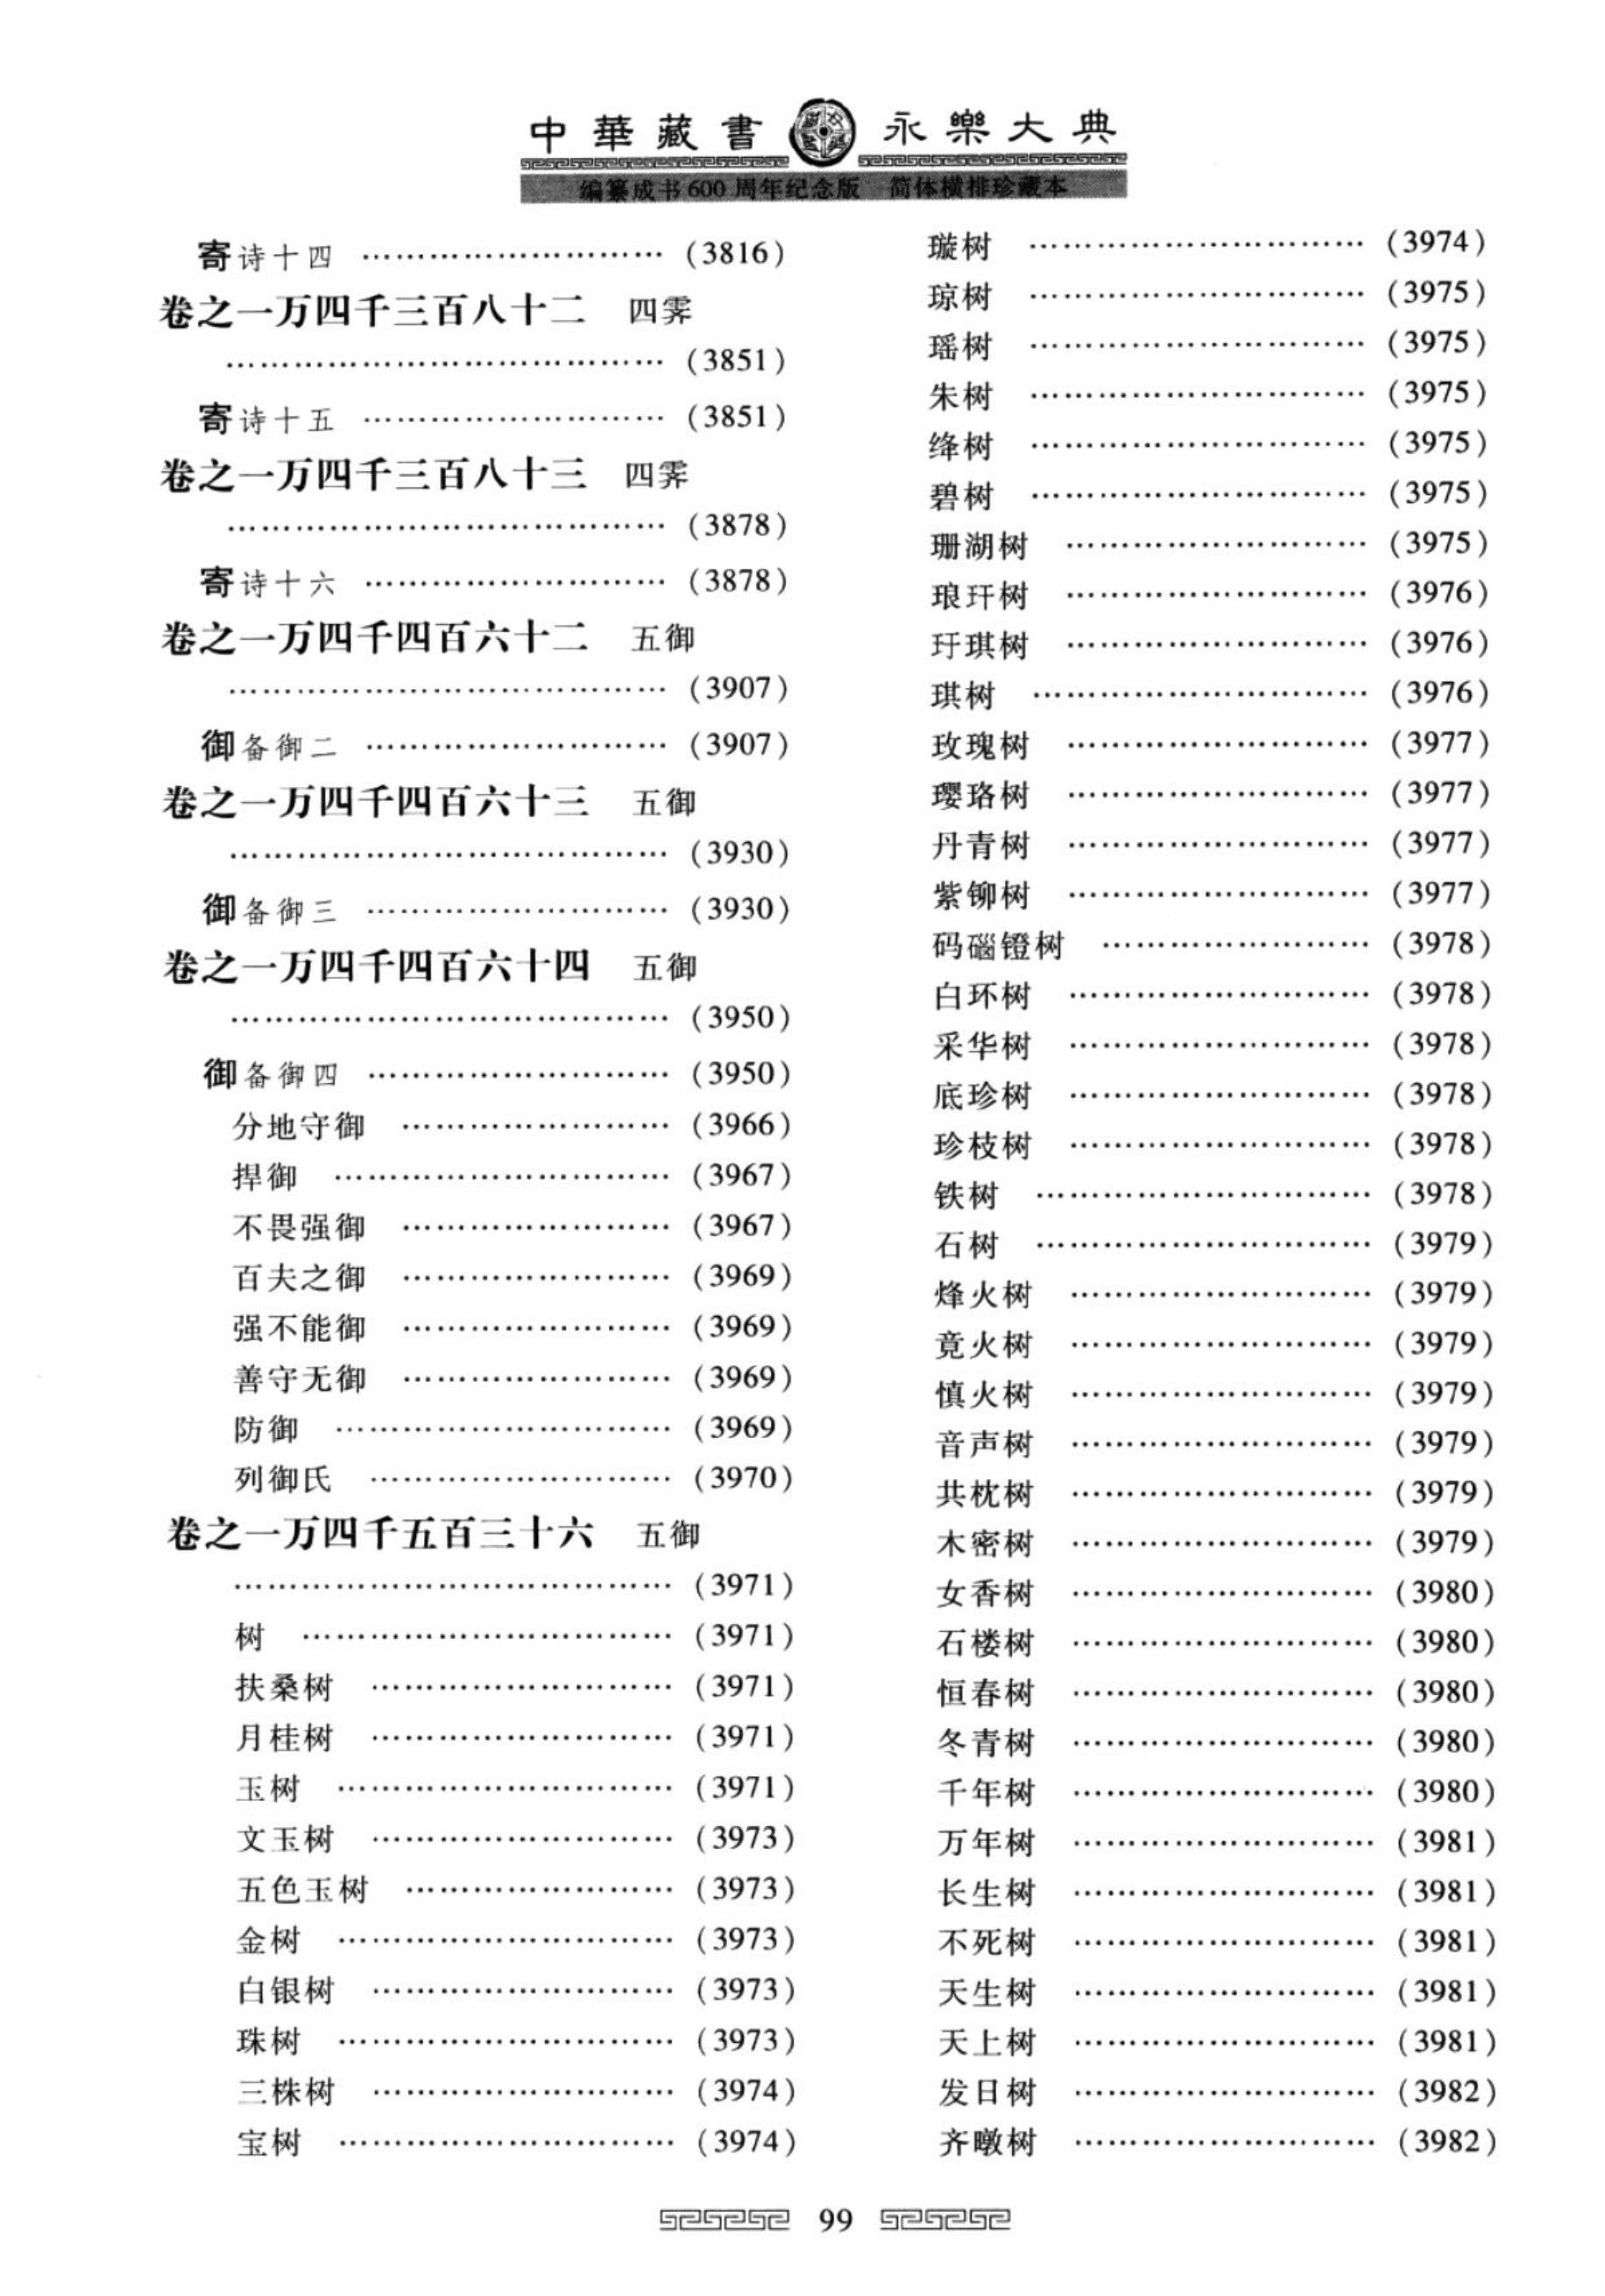 中華藏書 永樂大典
编纂成书600周年纪念版 简体横排珍藏本
寄诗十四 ………………………… (3816)
卷之一万四千三百八十二 四霁
………………………………… (3851)
寄诗十五 ………………………… (3851)
卷之一万四千三百八十三 四霁
………………………………… (3878)
寄诗十六 ………………………… (3878)
卷之一万四千四百六十二 五御
………………………………… (3907)
御备御二 ………………………… (3907)
卷之一万四千四百六十三 五御
………………………………… (3930)
御备御三 ………………………… (3930)
卷之一万四千四百六十四 五御
………………………………… (3950)
御备御四 ………………………… (3950)
分地守御 ……………………… (3966)
捍御 ………………………… (3967)
不畏强御 ……………………… (3967)
百夫之御 ……………………… (3969)
强不能御 ……………………… (3969)
善守无御 ……………………… (3969)
防御 ………………………… (3969)
列御氏 ……………………… (3970)
卷之一万四千五百三十六 五御
………………………………… (3971)
树 …………………………… (3971)
扶桑树 ……………………… (3971)
月桂树 ……………………… (3971)
玉树 ………………………… (3971)
文玉树 ……………………… (3973)
五色玉树 ……………………… (3973)
金树 ………………………… (3973)
白银树 ……………………… (3973)
珠树 ………………………… (3973)
三株树 ……………………… (3974)
宝树 ………………………… (3974)
璇树 ………………………… (3974)
琼树 ………………………… (3975)
瑶树 ………………………… (3975)
朱树 ………………………… (3975)
绛树 ………………………… (3975)
碧树 ………………………… (3975)
珊湖树 ……………………… (3975)
琅玕树 ……………………… (3976)
玗琪树 ……………………… (3976)
琪树 ………………………… (3976)
玫瑰树 ……………………… (3977)
璎珞树 ……………………… (3977)
丹青树 ……………………… (3977)
紫铆树 ……………………… (3977)
码碯镫树 ……………………… (3978)
白环树 ……………………… (3978)
采华树 ……………………… (3978)
底珍树 ……………………… (3978)
珍枝树 ……………………… (3978)
铁树 ………………………… (3978)
石树 ………………………… (3979)
烽火树 ……………………… (3979)
竟火树 ……………………… (3979)
慎火树 ……………………… (3979)
音声树 ……………………… (3979)
共枕树 ……………………… (3979)
木密树 ……………………… (3979)
女香树 ……………………… (3980)
石楼树 ……………………… (3980)
恒春树 ……………………… (3980)
冬青树 ……………………… (3980)
千年树 ……………………… (3980)
万年树 ……………………… (3981)
长生树 ……………………… (3981)
不死树 ……………………… (3981)
天生树 ……………………… (3981)
天上树 ……………………… (3981)
发日树 ……………………… (3982)
齐暾树 ……………………… (3982)
99